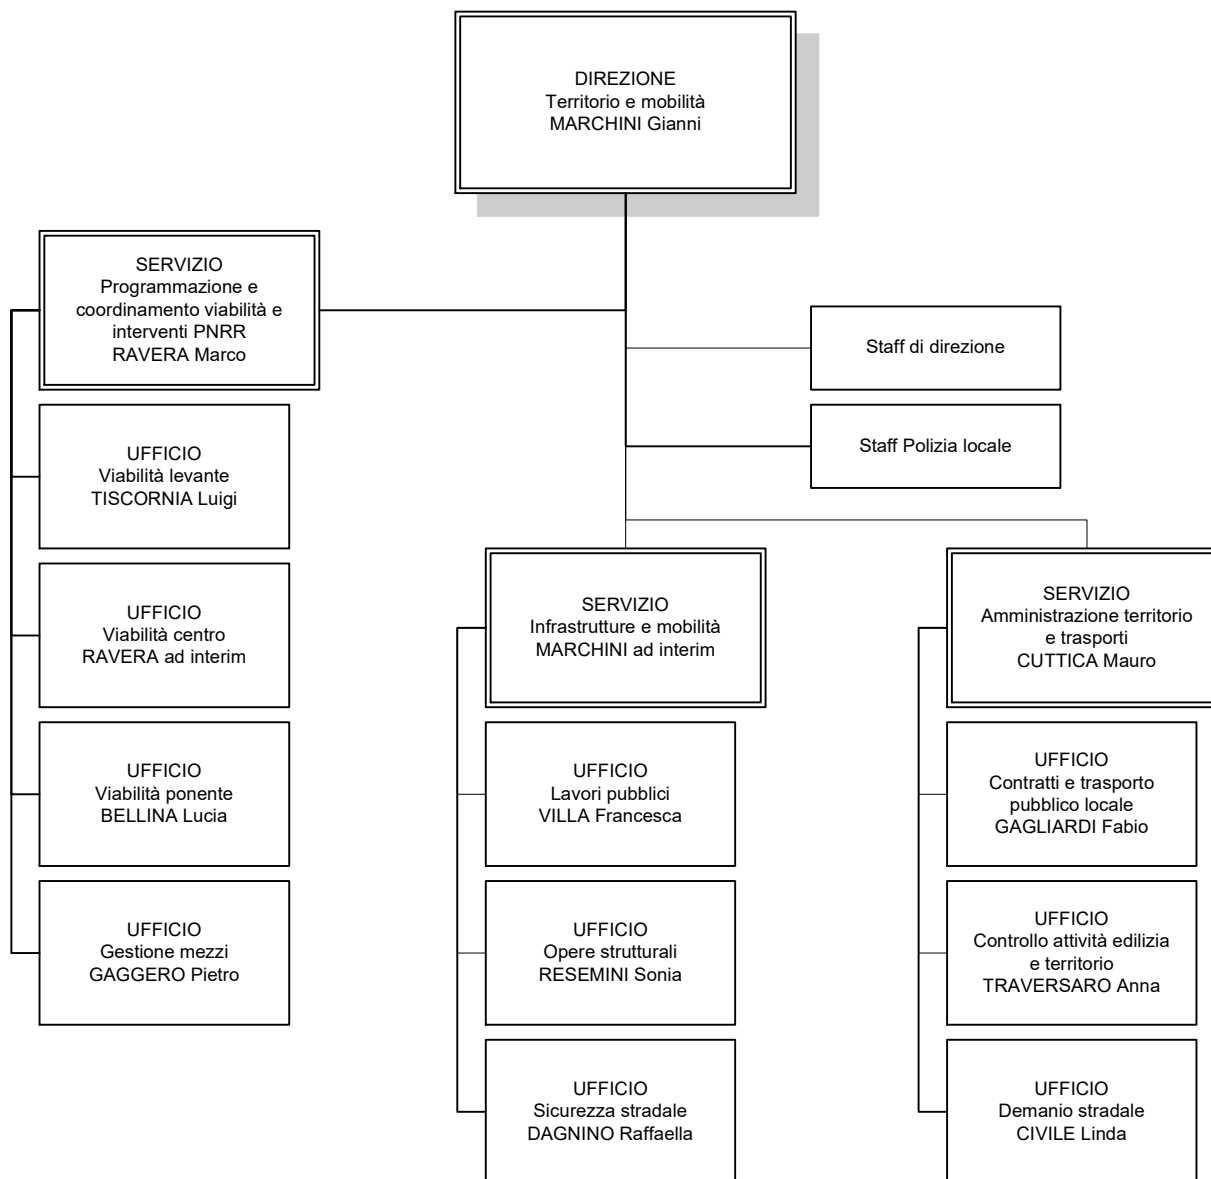 DIREZIONE
Territorio e mobilità
MARCHINI Gianni
SERVIZIO
Programmazione e
coordinamento viabilità e
interventi PNRR
RAVERA Marco
Staff di direzione
Staff Polizia locale
UFFICIO
Viabilità levante
TISCORNIA Luigi
UFFICIO
Viabilità centro
RAVERA ad interim
UFFICIO
Viabilità ponente
BELLINA Lucia
UFFICIO
Gestione mezzi
GAGGERO Pietro
SERVIZIO
Infrastrutture e mobilità
MARCHINI ad interim
UFFICIO
Lavori pubblici
VILLA Francesca
UFFICIO
Opere strutturali
RESEMINI Sonia
UFFICIO
Sicurezza stradale
DAGNINO Raffaella
SERVIZIO
Amministrazione territorio
e trasporti
CUTTICA Mauro
UFFICIO
Contratti e trasporto
pubblico locale
GAGLIARDI Fabio
UFFICIO
Controllo attività edilizia
e territorio
TRAVERSARO Anna
UFFICIO
Demanio stradale
CIVILE Linda